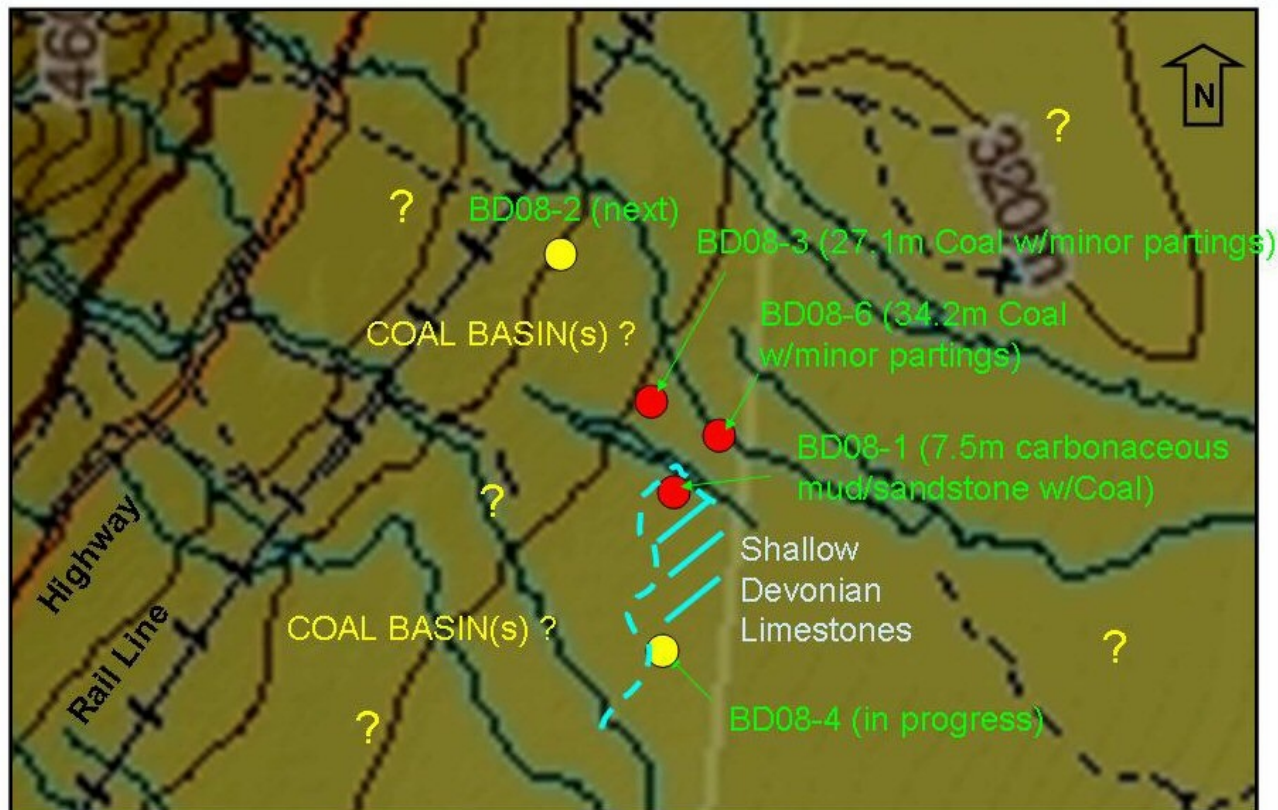 460
N
?
?
BD08-2 (next)
BD08-3 (27.1m Coal w/minor partings)
320m
BD08-6 (34.2m Coal
w/minor partings)
COAL BASIN(s) ?
BD08-1 (7.5m carbonaceous
mud/sandstone w/Coal)
?
Shallow
Devonian
Limestones
Highway
Rail Line
COAL BASIN(s) ?
?
?
BD08-4 (in progress)